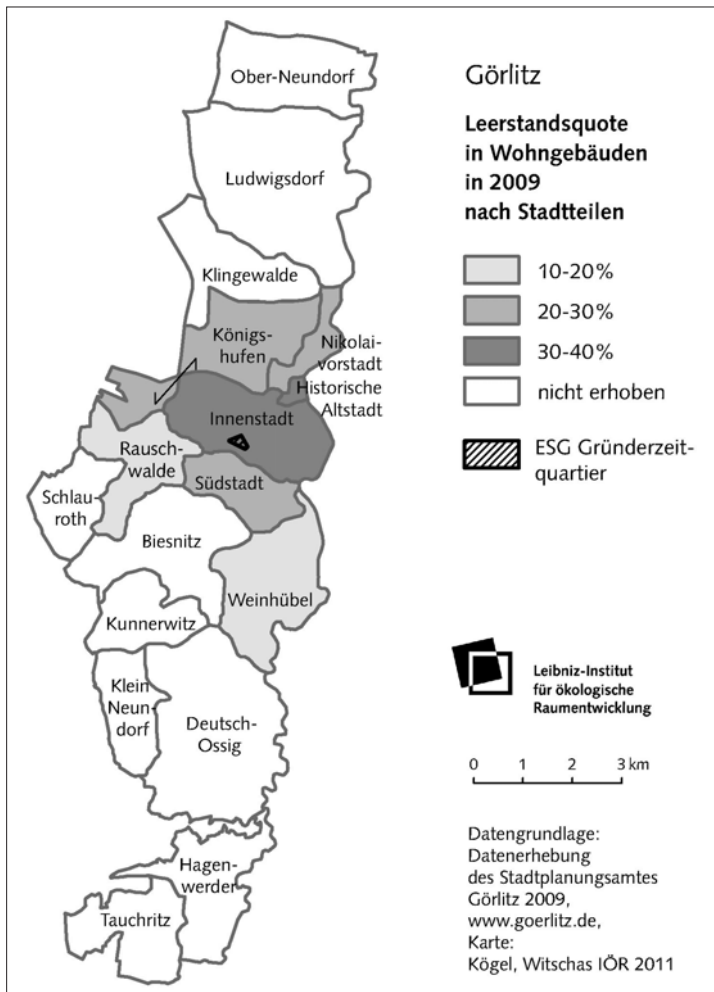 Ober-Neundorf
Ludwigsdorf
Klingewalde
Königs-
hufen
Nikolai-
vorstadt
Historische
Altstadt
Innenstadt
Rausch-
walde
Südstadt
Schlau-
roth
Biesnitz
Weinhübel
Kunnerwitz
Klein
Neun-
dorf
Deutsch-
Ossig
Hagen-
werder
Tauchritz
Görlitz
Leerstandsquote
in Wohngebäuden
in 2009
nach Stadtteilen
10-20%
20-30%
30-40%
nicht erhoben
ESG Gründerzeit-
quartier
Leibniz-Institut
für ökologische
Raumentwicklung
0 1 2 3 km
Datengrundlage:
Datenerhebung
des Stadtplanungsamtes
Görlitz 2009,
www.goerlitz.de,
Karte:
Kögel, Witschas IÖR 2011